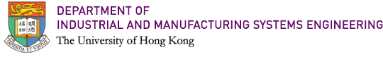 DEPARTMENT OF
INDUSTRIAL AND MANUFACTURING SYSTEMS ENGINEERING
The University of Hong Kong